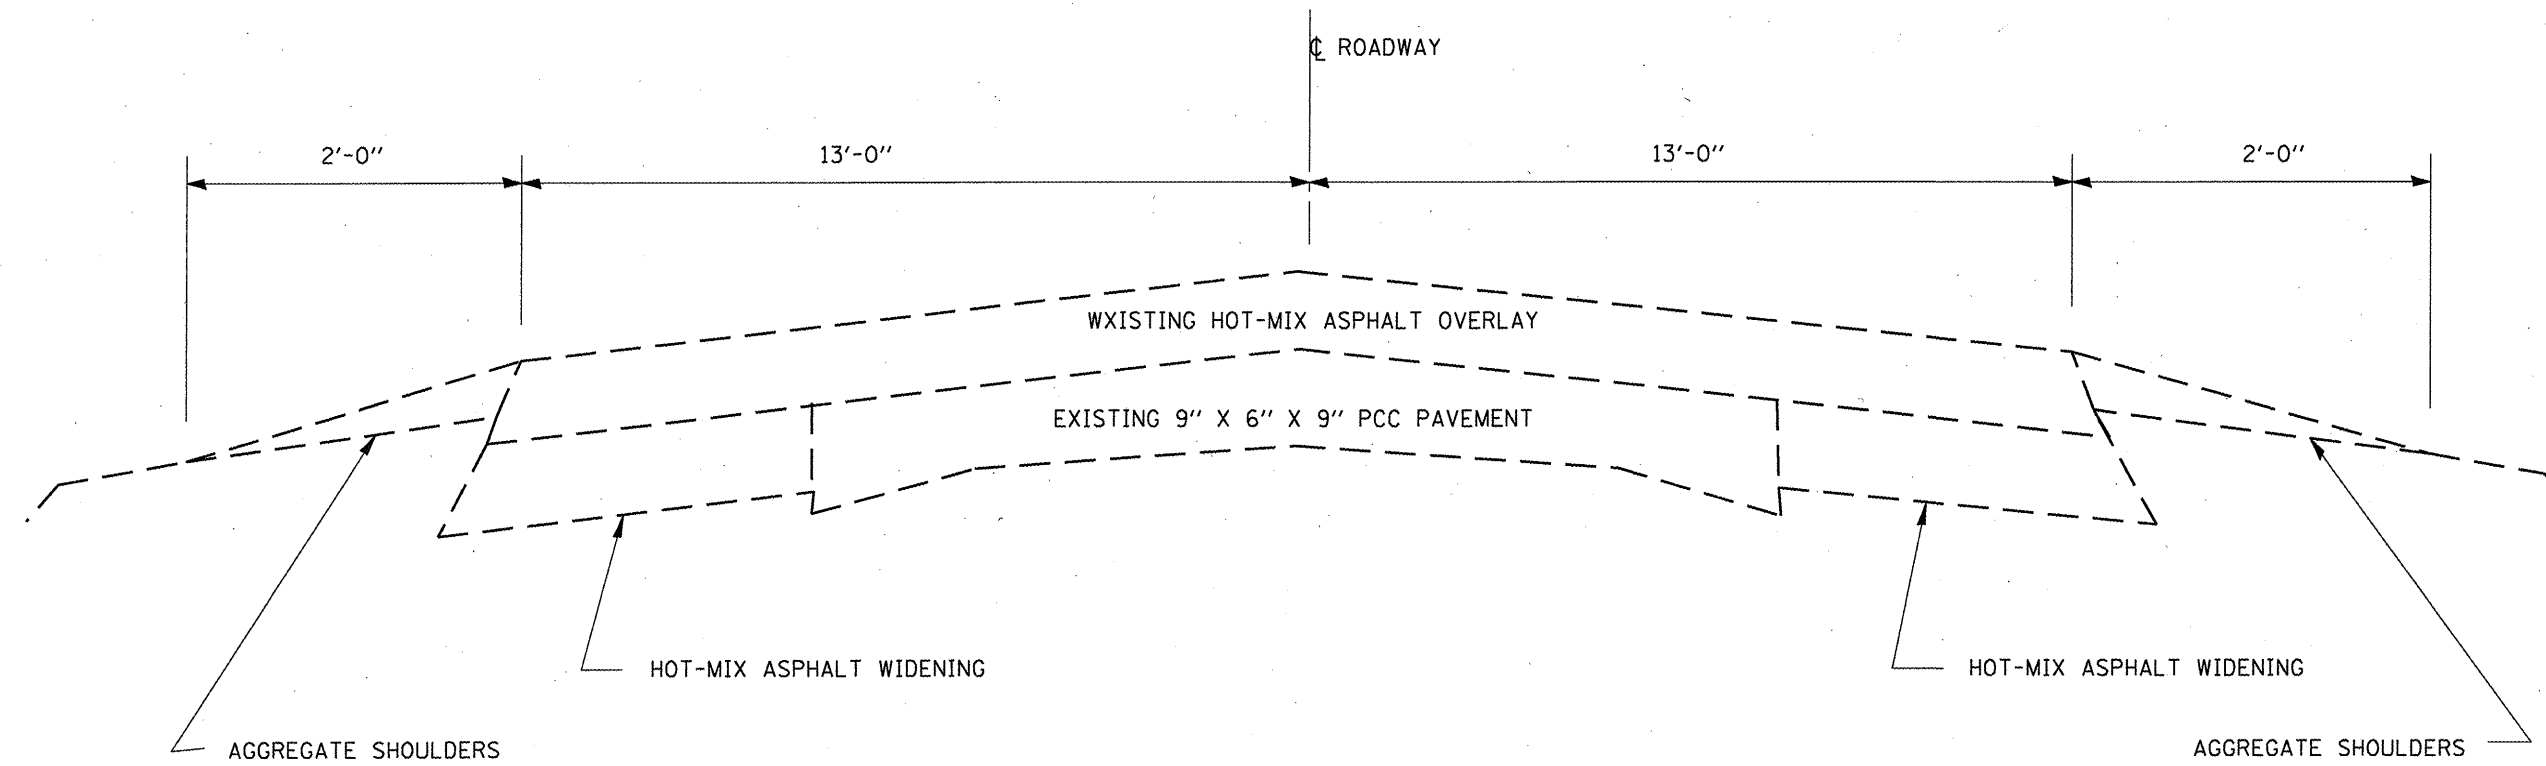 ℄ ROADWAY
2'-0" 13'-0" 13'-0" 2'-0"
WXISTING HOT-MIX ASPHALT OVERLAY
EXISTING 9" X 6" X 9" PCC PAVEMENT
HOT-MIX ASPHALT WIDENING HOT-MIX ASPHALT WIDENING
AGGREGATE SHOULDERS AGGREGATE SHOULDERS